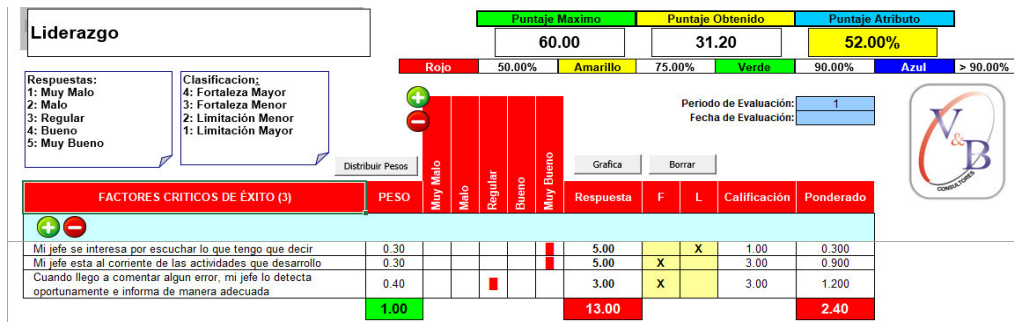 Liderazgo
Puntaje Maximo Puntaje Obtenido Puntaje Atributo
60.00 31.20 52.00%
Rojo 50.00% Amarillo 75.00% Verde 90.00% Azul > 90.00%
Respuestas:
1: Muy Malo
2: Malo
3: Regular
4: Bueno
5: Muy Bueno
Clasificacion:
4: Fortaleza Mayor
3: Fortaleza Menor
2: Limitación Menor
1: Limitación Mayor
Periodo de Evaluación: 1
Fecha de Evaluación:
V&B
CONSULTORES
Distribuir Pesos
Grafica Borrar
FACTORES CRITICOS DE ÉXITO (3) PESO Muy Malo Malo Regular Bueno Muy Bueno Respuesta F L Calificación Ponderado
Mi jefe se interesa por escuchar lo que tengo que decir 0.30 5.00 X 1.00 0.300
Mi jefe esta al corriente de las actividades que desarrollo 0.30 5.00 X 3.00 0.900
Cuando llego a comentar algun error, mi jefe lo detecta
oportunamente e informa de manera adecuada 0.40 3.00 X 3.00 1.200
1.00 13.00 2.40